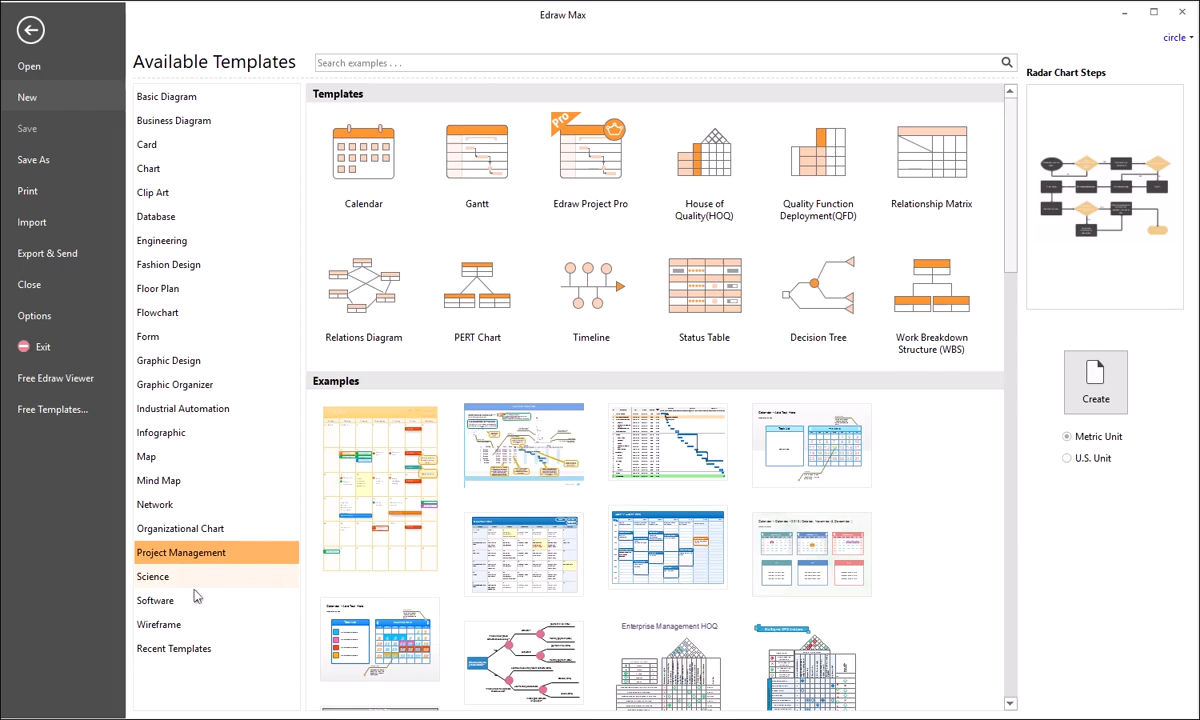 Edraw Max
circle
Open
New
Save
Save As
Print
Import
Export & Send
Close
Options
Exit
Free Edraw Viewer
Free Templates...
Available Templates
Search examples . . .
Basic Diagram
Business Diagram
Card
Chart
Clip Art
Database
Engineering
Fashion Design
Floor Plan
Flowchart
Form
Graphic Design
Graphic Organizer
Industrial Automation
Infographic
Map
Mind Map
Network
Organizational Chart
Project Management
Science
Software
Wireframe
Recent Templates
Templates
Pro
Calendar
Gantt
Edraw Project Pro
House of
Quality(HOQ)
Quality Function
Deployment(QFD)
Relationship Matrix
Relations Diagram
PERT Chart
Timeline
Status Table
Decision Tree
Work Breakdown
Structure (WBS)
Examples
Enterprise Management HOQ
Radar Chart Steps
Create
Metric Unit
U.S. Unit